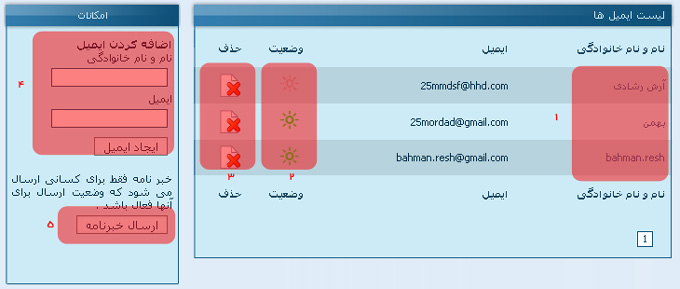 لیست ایمیل ها
نام و نام خانوادگی ایمیل وضعیت حذف
آرش رشادی 25mmdsf@hhd.com
بهمن 25mordad@gmail.com
bahman.resh bahman.resh@gmail.com
نام و نام خانوادگی ایمیل وضعیت حذف
۱
۲
۳
1
امکانات
اضافه کردن ایمیل
نام و نام خانوادگی
۴
ایمیل
ایجاد ایمیل
خبر نامه فقط برای کسانی ارسال
می شود که وضعیت ارسال برای
آنها فعال باشد .
ارسال خبرنامه
۵